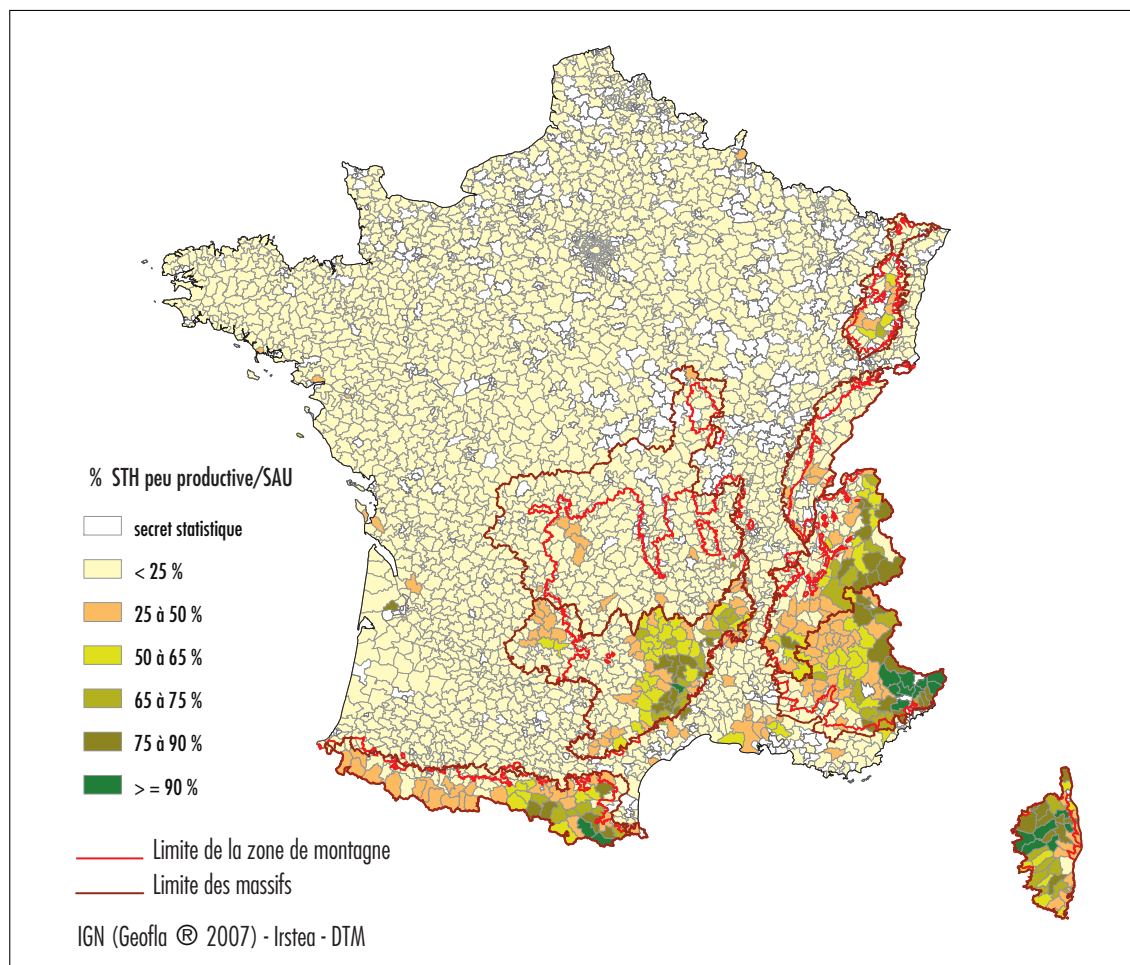 % STH peu productive/SAU
secret statistique
< 25 %
25 à 50 %
50 à 65 %
65 à 75 %
75 à 90 %
> = 90 %
Limite de la zone de montagne
Limite des massifs
IGN (Geofla ® 2007) - Irstea - DTM